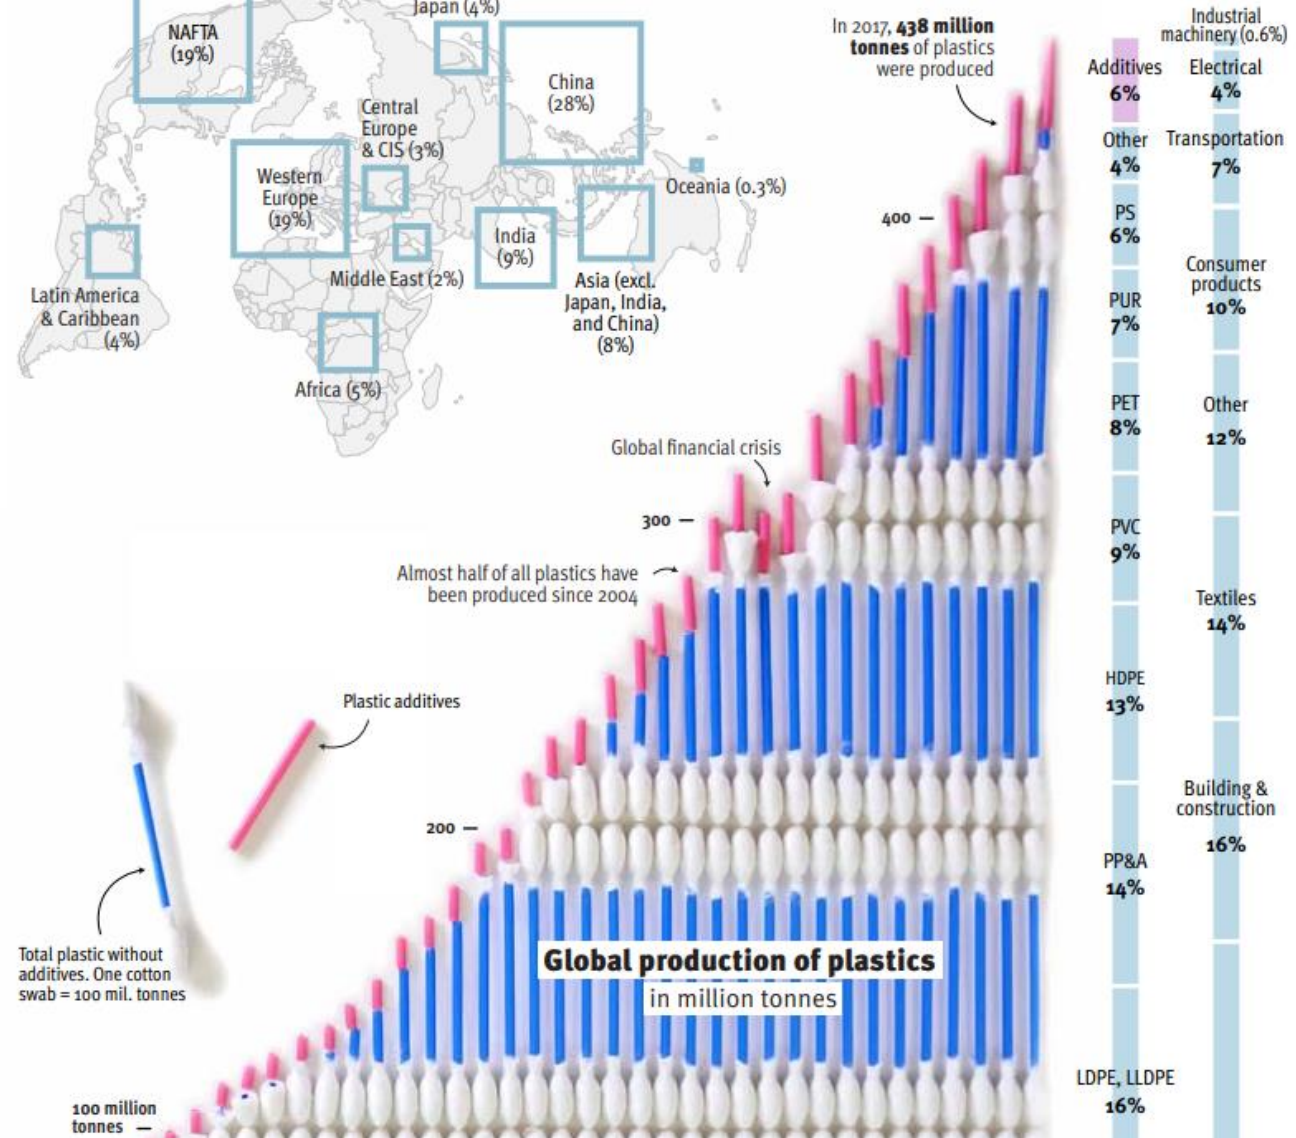 Japan (4%)
NAFTA
(19%)
China
(28%)
Central
Europe
& CIS (3%)
Western
Europe
(19%)
Oceania (0.3%)
India
(9%)
Middle East (2%)
Asia (excl.
Japan, India,
and China)
(8%)
Latin America
& Caribbean
(4%)
Africa (5%)
In 2017, 438 million
tonnes of plastics
were produced
400
Global financial crisis
300
Almost half of all plastics have
been produced since 2004
Plastic additives
200
Total plastic without
additives. One cotton
swab = 100 mil. tonnes
Global production of plastics
in million tonnes
100 million
tonnes
Additives
6%
Other
4%
PS
6%
PUR
7%
PET
8%
PVC
9%
HDPE
13%
PP&A
14%
LDPE, LLDPE
16%
Industrial
machinery (0.6%)
Electrical
4%
Transportation
7%
Consumer
products
10%
Other
12%
Textiles
14%
Building &
construction
16%